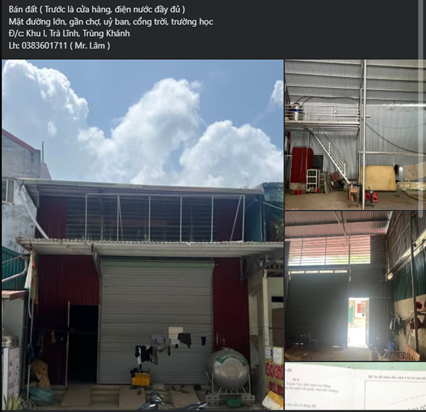 Bán đất ( Trước là cửa hàng, điện nước đầy đủ )
Mặt đường lớn, gần chợ, uỷ ban, cổng trời, trường học
Đ/c: Khu I, Trà Lĩnh, Trùng Khánh
Lh: 0383601711 ( Mr. Lâm )